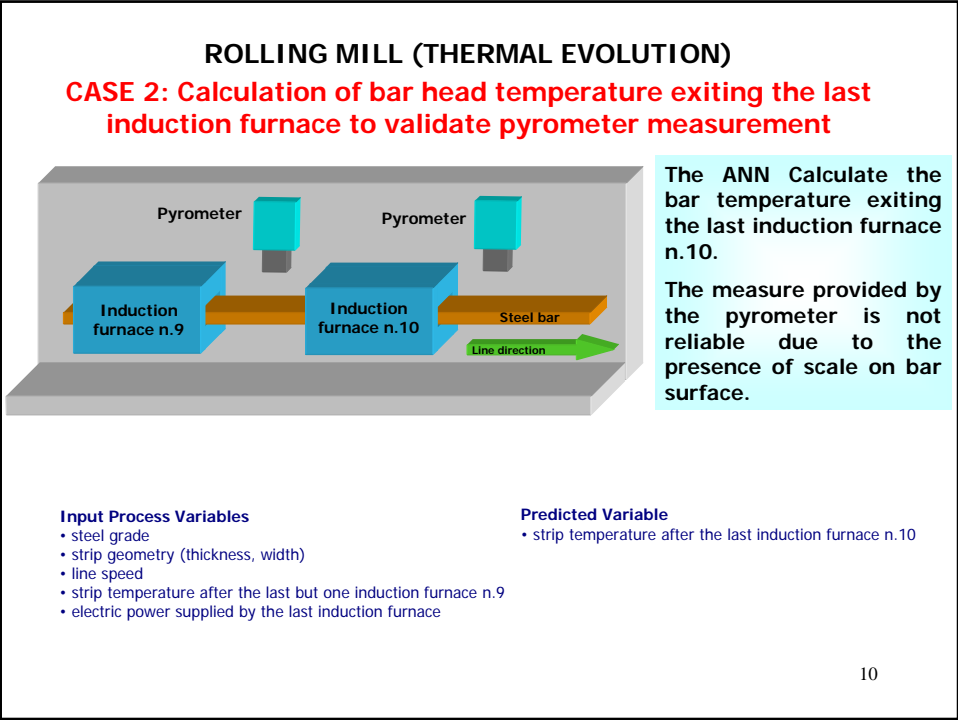 ROLLING MILL (THERMAL EVOLUTION)
CASE 2: Calculation of bar head temperature exiting the last
induction furnace to validate pyrometer measurement
Pyrometer
Pyrometer
Induction
furnace n.9
Induction
furnace n.10
Steel bar
Line direction
The ANN Calculate the
bar temperature exiting
the last induction furnace
n.10.
The measure provided by
the pyrometer is not
reliable due to the
presence of scale on bar
surface.
Input Process Variables
• steel grade
• strip geometry (thickness, width)
• line speed
• strip temperature after the last but one induction furnace n.9
• electric power supplied by the last induction furnace
Predicted Variable
• strip temperature after the last induction furnace n.10
10